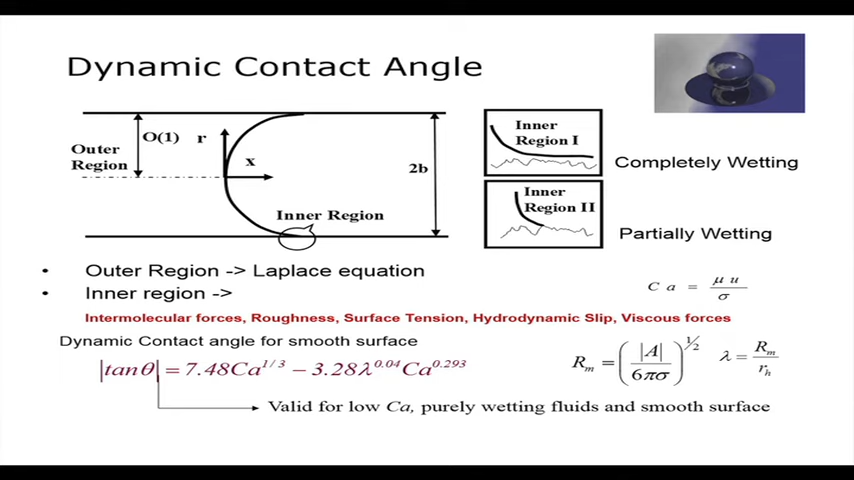 Dynamic Contact Angle
Outer
Region
O(1)
r
x
2b
Inner Region
Inner
Region I
Completely Wetting
Inner
Region II
Partially Wetting
• Outer Region -> Laplace equation
• Inner region ->
Ca = μu/σ
Intermolecular forces, Roughness, Surface Tension, Hydrodynamic Slip, Viscous forces
Dynamic Contact angle for smooth surface
|tanθ| = 7.48Ca^1/3 − 3.28λ^0.04 Ca^0.293
R_m = (|A|/6πσ)^1/2 λ = R_m/r_h
Valid for low Ca, purely wetting fluids and smooth surface